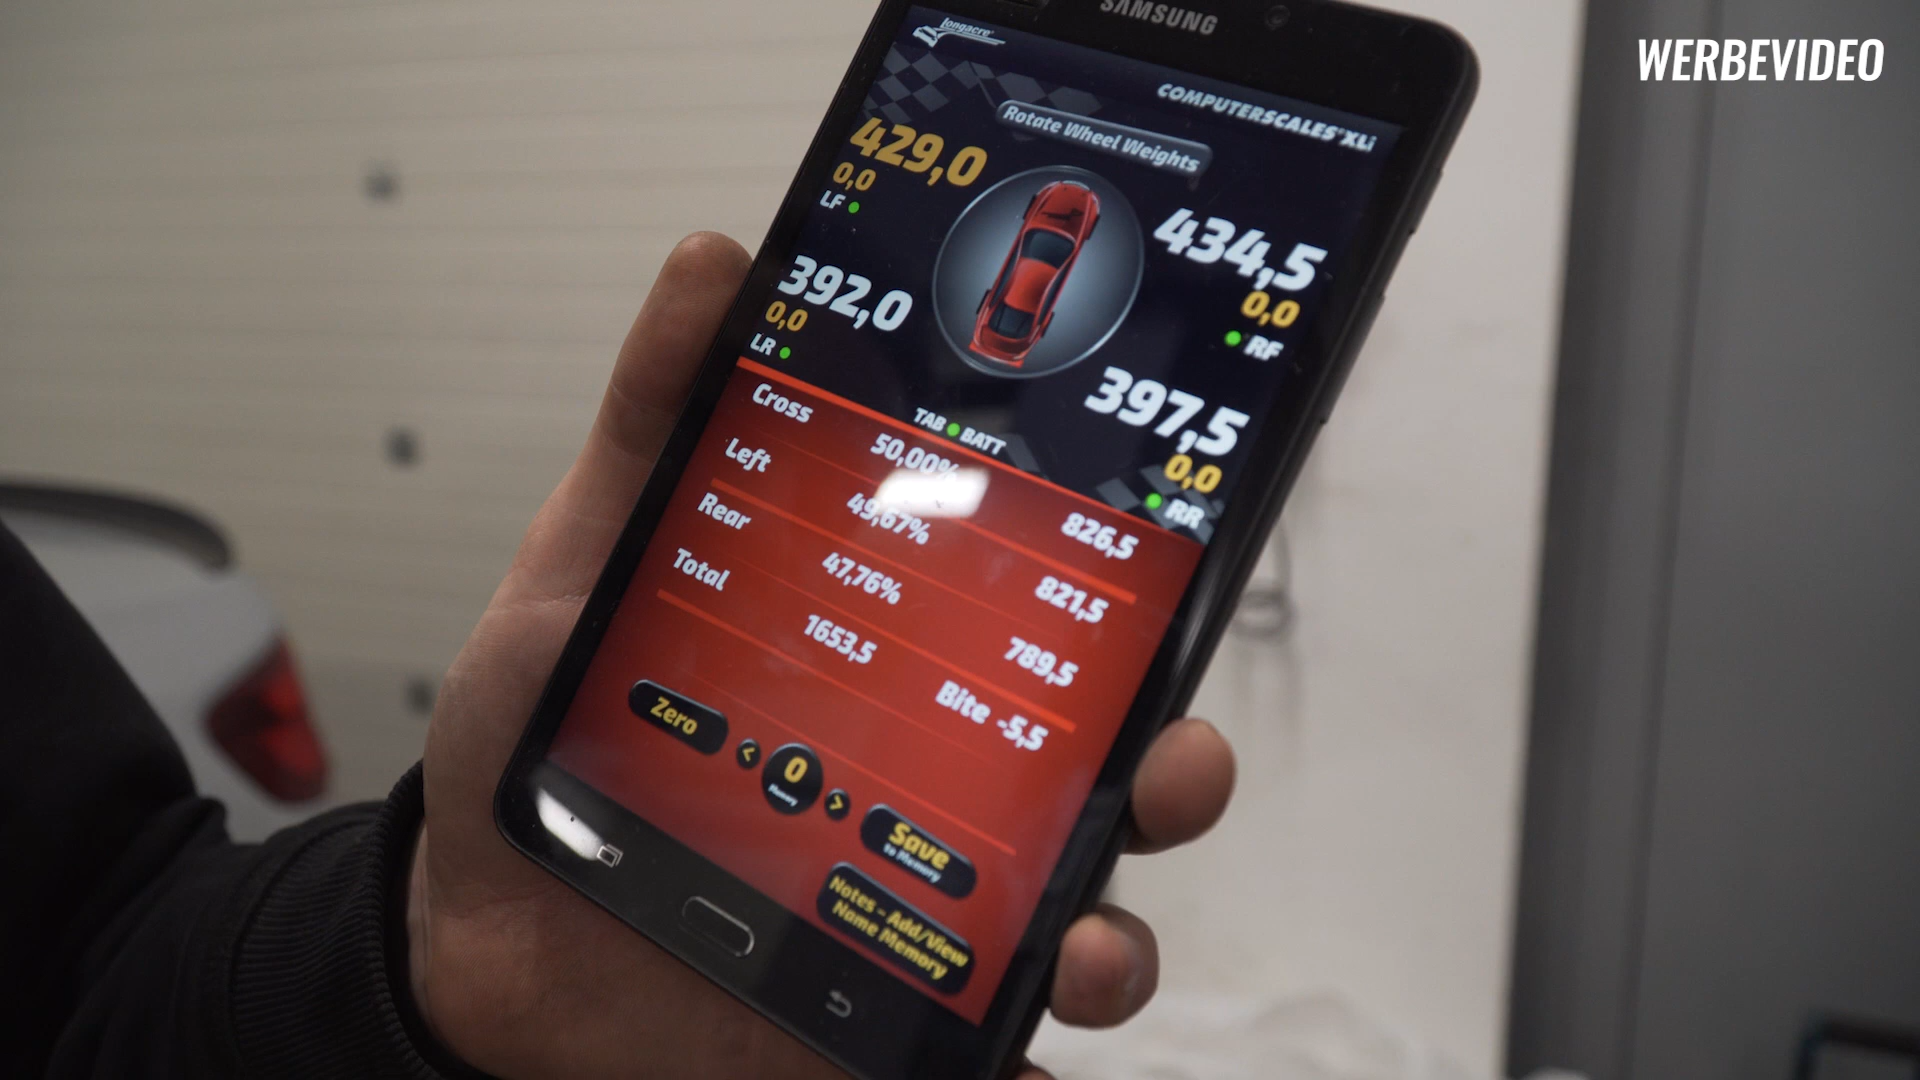 SAMSUNG
WERBEVIDEO
Longacre
COMPUTERSCALES XLi
Rotate Wheel Weights
429,0
0,0
LF
434,5
0,0
RF
392,0
0,0
LR
397,5
0,0
RR
TAB BATT
Cross 50,00% 826,5
Left 49,67% 821,5
Rear 47,76% 789,5
Total 1653,5 Bite -5,5
Zero
<
0
Memory
>
Save
to Memory
Notes - Add/View
Name Memory